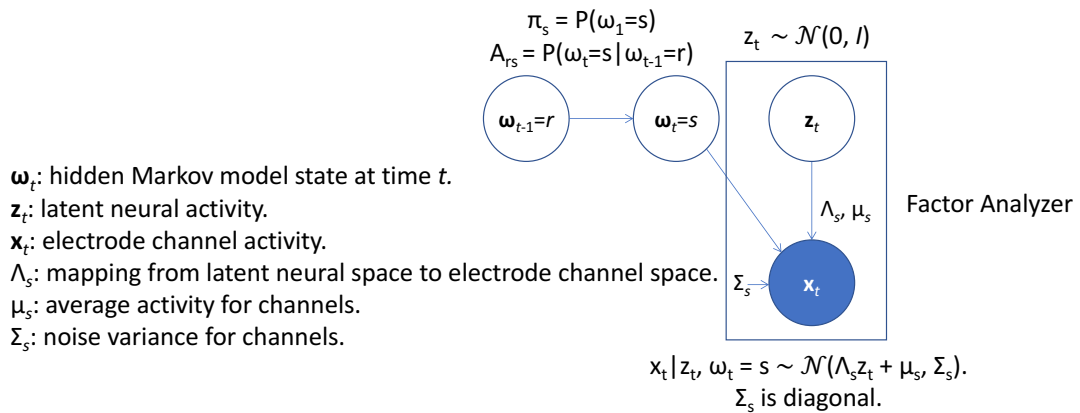 π_s = P(ω_1=s)
A_rs = P(ω_t=s|ω_t-1=r)
z_t ~ 𝒩(0, I)
ω_t-1=r
ω_t=s
z_t
ω_t: hidden Markov model state at time t.
z_t: latent neural activity.
x_t: electrode channel activity.
Λ_s: mapping from latent neural space to electrode channel space.
μ_s: average activity for channels.
Σ_s: noise variance for channels.
Λ_s, μ_s
Factor Analyzer
Σ_s
x_t
x_t|z_t, ω_t = s ~ 𝒩(Λ_s z_t + μ_s, Σ_s).
Σ_s is diagonal.